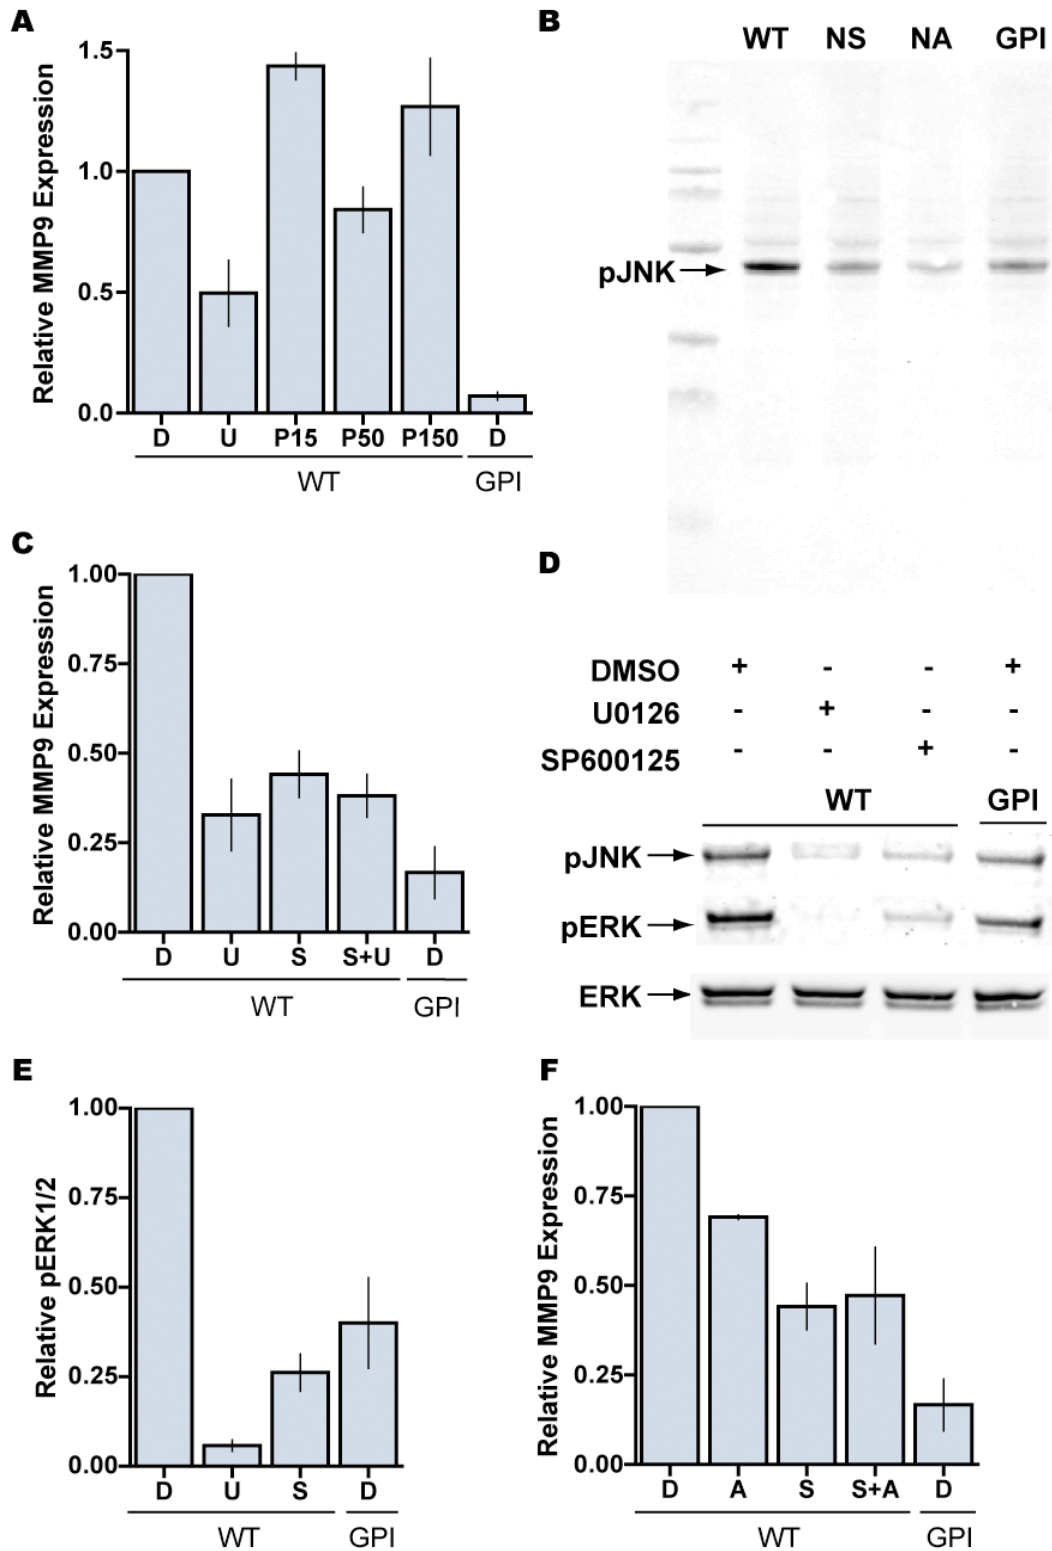 A
Relative MMP9 Expression
1.5
1.0
0.5
0.0
D U P15 P50 P150 D
WT GPI
B
WT NS NA GPI
pJNK
C
Relative MMP9 Expression
1.00
0.75
0.50
0.25
0.00
D U S S+U D
WT GPI
D
DMSO + - - +
U0126 - + - -
SP600125 - - + -
WT GPI
pJNK
pERK
ERK
E
Relative pERK1/2
1.00
0.75
0.50
0.25
0.00
D U S D
WT GPI
F
Relative MMP9 Expression
1.00
0.75
0.50
0.25
0.00
D A S S+A D
WT GPI